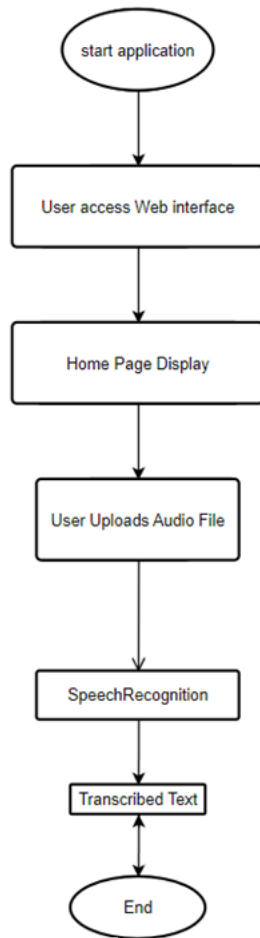 start application
User access Web interface
Home Page Display
User Uploads Audio File
SpeechRecognition
Transcribed Text
End